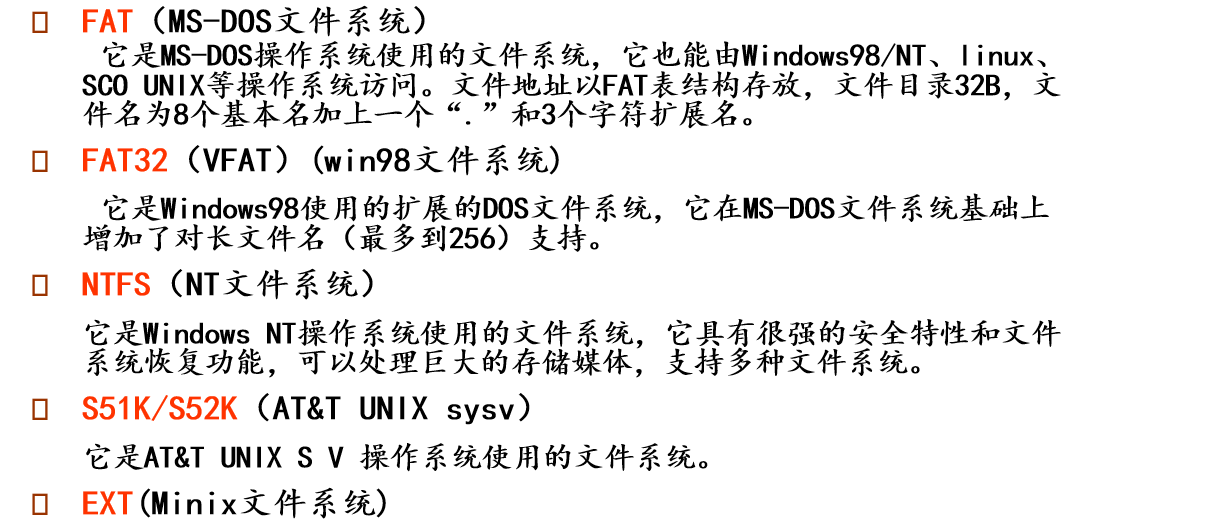 FAT（MS-DOS文件系统）
它是MS-DOS操作系统使用的文件系统，它也能由Windows98/NT、linux、
SCO UNIX等操作系统访问。文件地址以FAT表结构存放，文件目录32B，文
件名为8个基本名加上一个“.”和3个字符扩展名。
FAT32（VFAT）(win98文件系统)
它是Windows98使用的扩展的DOS文件系统，它在MS-DOS文件系统基础上
增加了对长文件名（最多到256）支持。
NTFS（NT文件系统）
它是Windows NT操作系统使用的文件系统，它具有很强的安全特性和文件
系统恢复功能，可以处理巨大的存储媒体，支持多种文件系统。
S51K/S52K（AT&T UNIX sysv）
它是AT&T UNIX S V 操作系统使用的文件系统。
EXT(Minix文件系统)